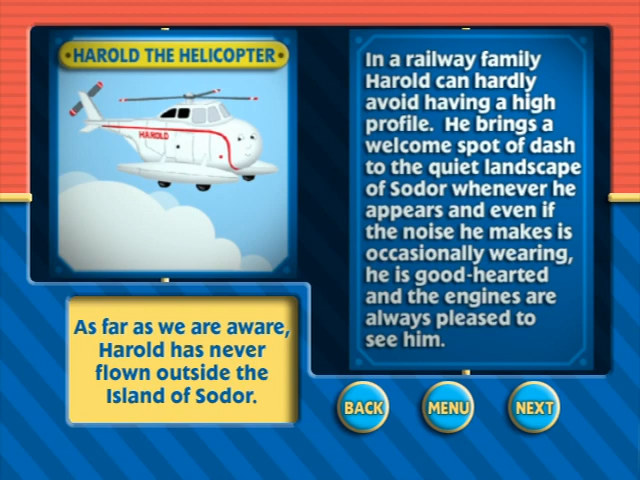 •HAROLD THE HELICOPTER•
HAROLD
In a railway family
Harold can hardly
avoid having a high
profile. He brings a
welcome spot of dash
to the quiet landscape
of Sodor whenever he
appears and even if
the noise he makes is
occasionally wearing,
he is good-hearted
and the engines are
always pleased to
see him.
As far as we are aware,
Harold has never
flown outside the
Island of Sodor.
BACK
MENU
NEXT